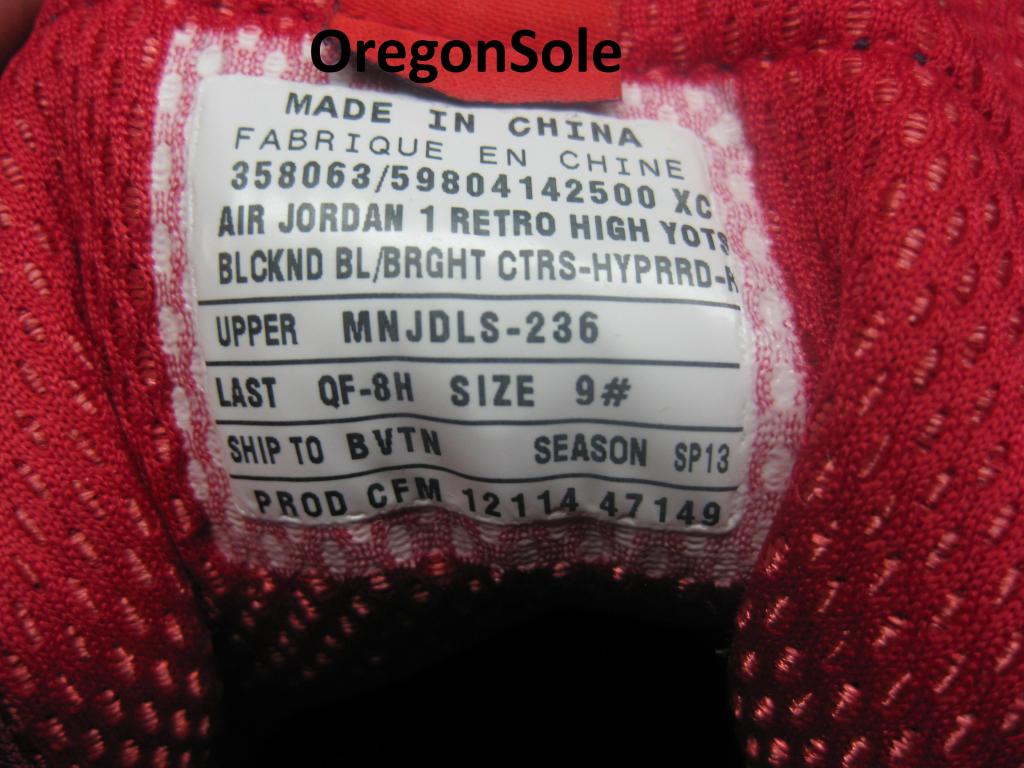 OregonSole
MADE IN CHINA
FABRIQUE EN CHINE
358063/59804142500 XC
AIR JORDAN 1 RETRO HIGH YOTS
BLCKND BL/BRGHT CTRS-HYPRRD-
UPPER MNJDLS-236
LAST QF-8H SIZE 9#
SHIP TO BVTN SEASON SP13
PROD CFM 12114 47149